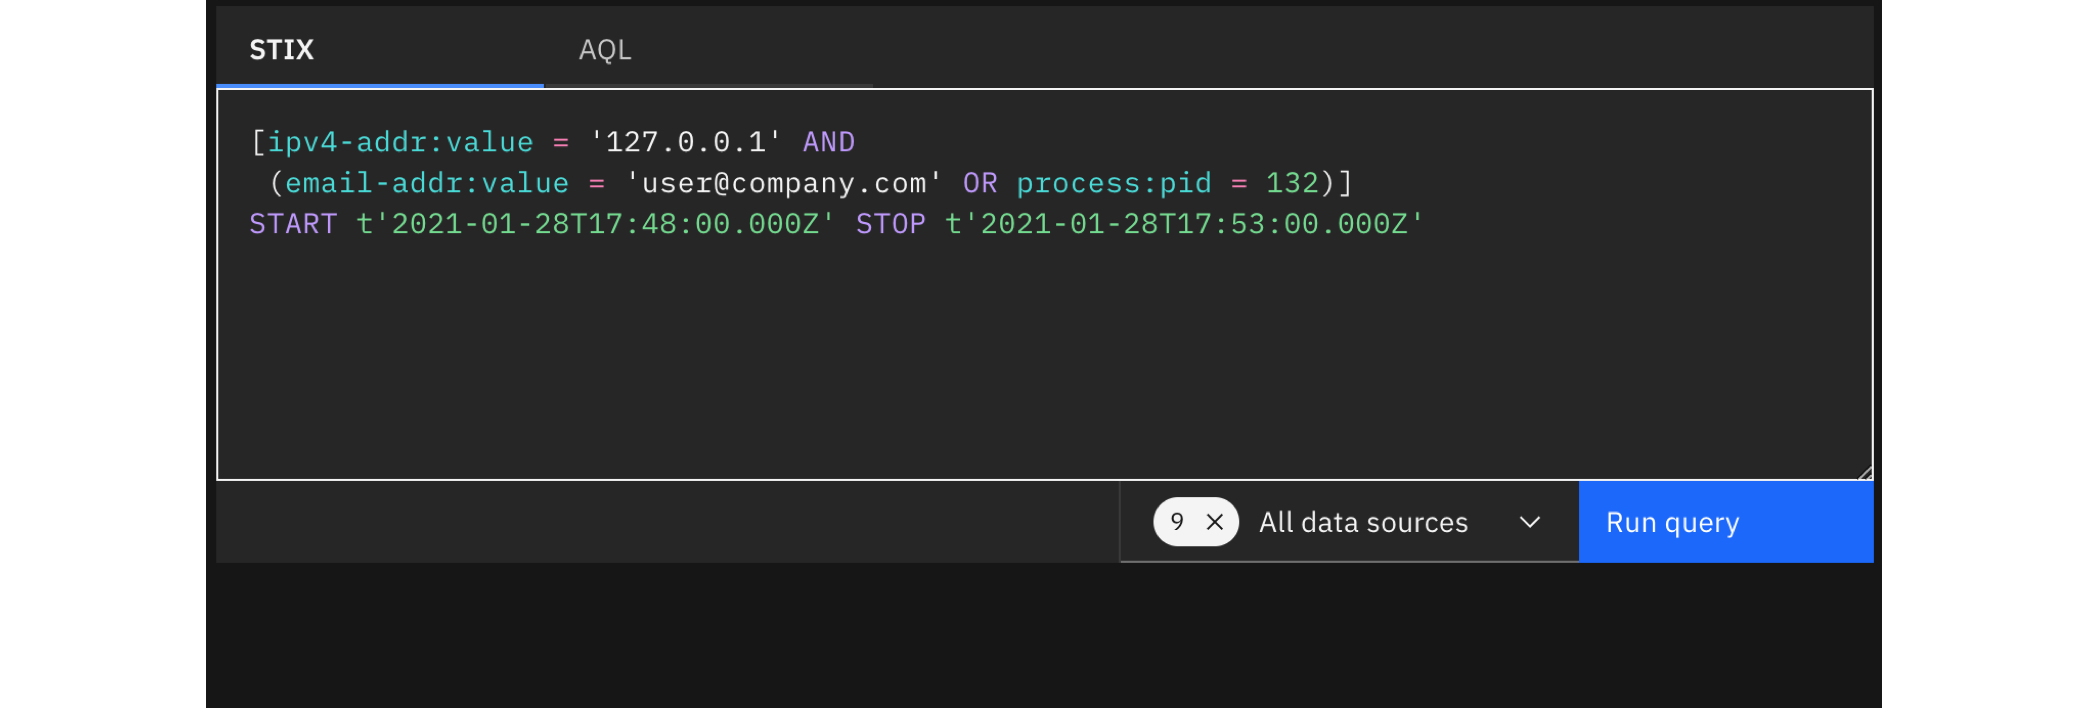 STIX AQL
[ipv4-addr:value = '127.0.0.1' AND
(email-addr:value = 'user@company.com' OR process:pid = 132)]
START t'2021-01-28T17:48:00.000Z' STOP t'2021-01-28T17:53:00.000Z'
9 All data sources Run query